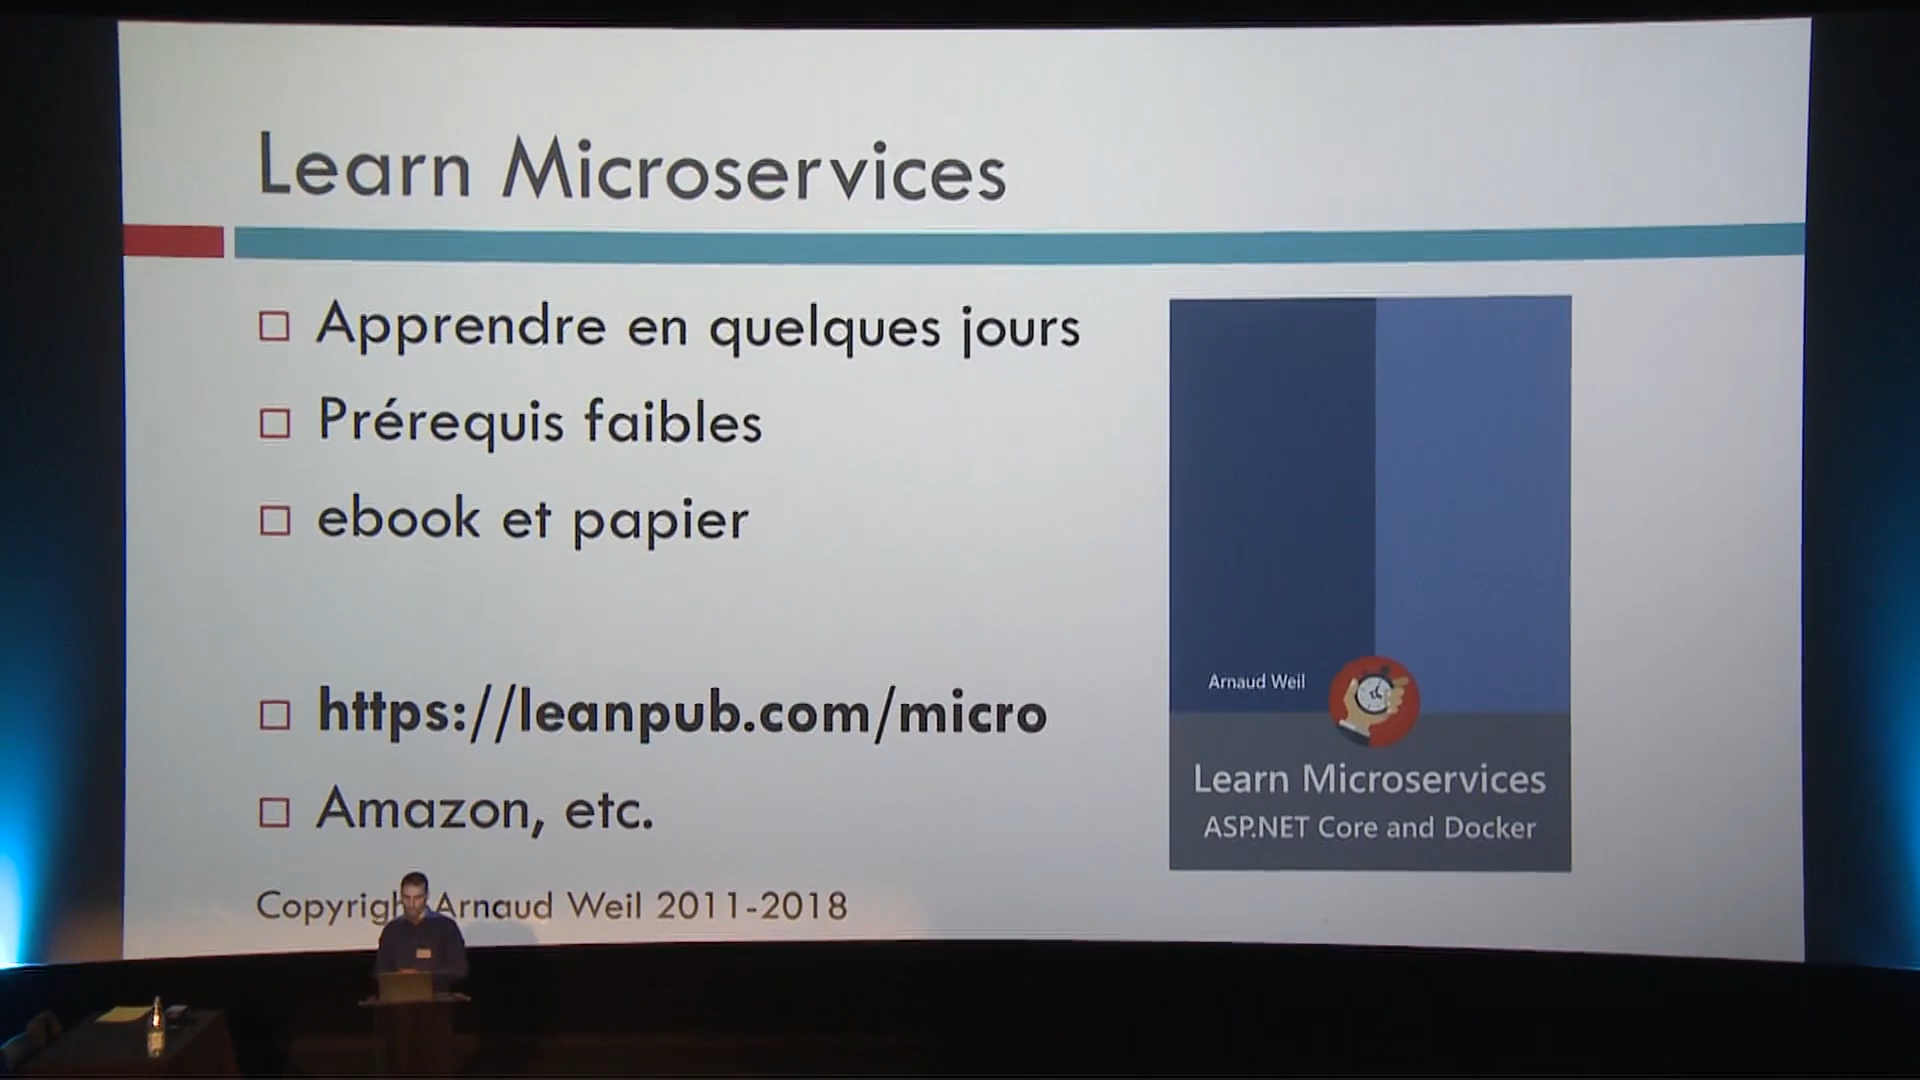 Learn Microservices
Apprendre en quelques jours
Prérequis faibles
ebook et papier
https://leanpub.com/micro
Amazon, etc.
Copyright Arnaud Weil 2011-2018
Arnaud Weil
Learn Microservices
ASP.NET Core and Docker